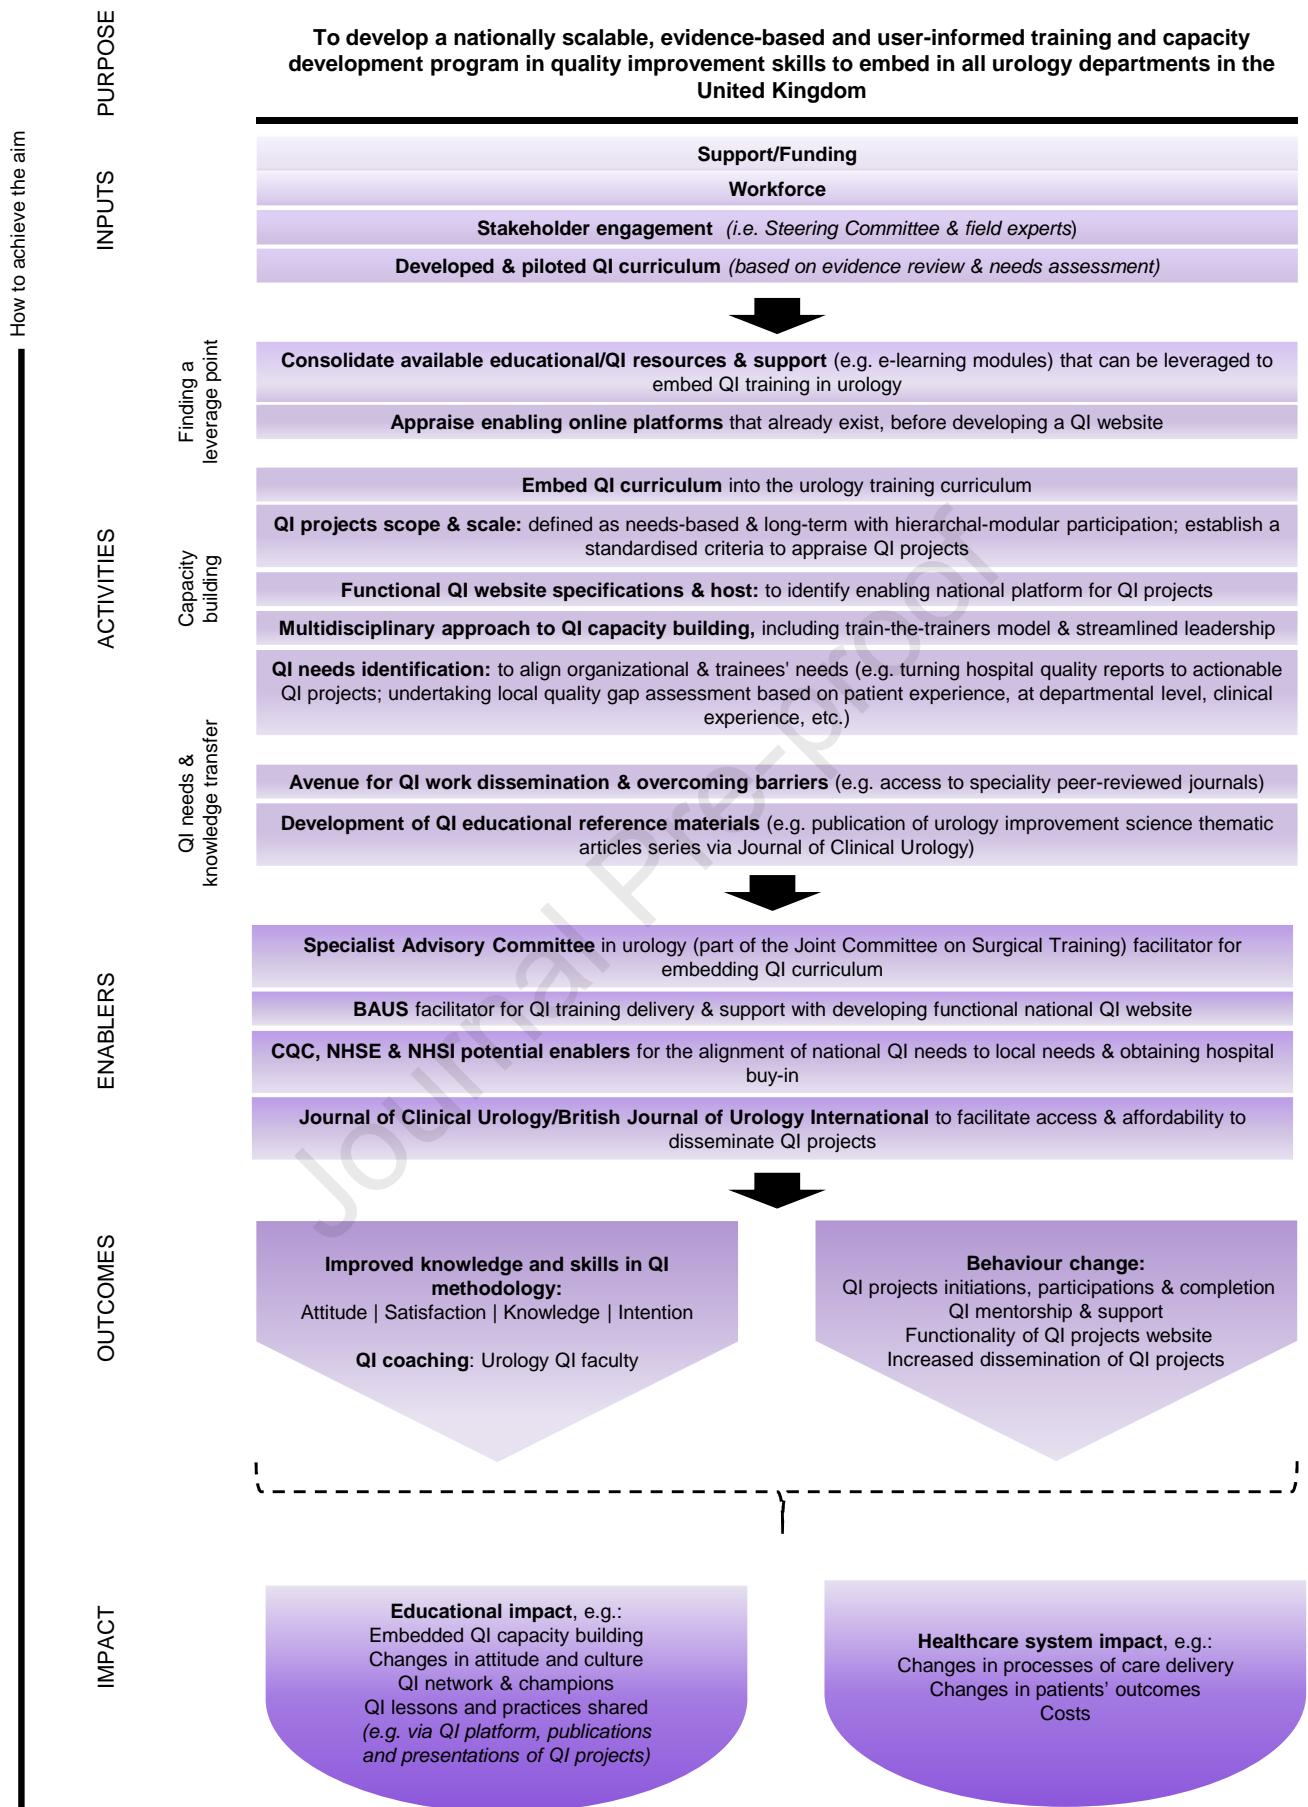 PURPOSE
To develop a nationally scalable, evidence-based and user-informed training and capacity
development program in quality improvement skills to embed in all urology departments in the
United Kingdom
How to achieve the aim
INPUTS
Support/Funding
Workforce
Stakeholder engagement (i.e. Steering Committee & field experts)
Developed & piloted QI curriculum (based on evidence review & needs assessment)
ACTIVITIES
Finding a
leverage point
Consolidate available educational/QI resources & support (e.g. e-learning modules) that can be leveraged to
embed QI training in urology
Appraise enabling online platforms that already exist, before developing a QI website
Capacity
building
Embed QI curriculum into the urology training curriculum
QI projects scope & scale: defined as needs-based & long-term with hierarchal-modular participation; establish a
standardised criteria to appraise QI projects
Functional QI website specifications & host: to identify enabling national platform for QI projects
Multidisciplinary approach to QI capacity building, including train-the-trainers model & streamlined leadership
QI needs identification: to align organizational & trainees' needs (e.g. turning hospital quality reports to actionable
QI projects; undertaking local quality gap assessment based on patient experience, at departmental level, clinical
experience, etc.)
QI needs &
knowledge transfer
Avenue for QI work dissemination & overcoming barriers (e.g. access to speciality peer-reviewed journals)
Development of QI educational reference materials (e.g. publication of urology improvement science thematic
articles series via Journal of Clinical Urology)
ENABLERS
Specialist Advisory Committee in urology (part of the Joint Committee on Surgical Training) facilitator for
embedding QI curriculum
BAUS facilitator for QI training delivery & support with developing functional national QI website
CQC, NHSE & NHSI potential enablers for the alignment of national QI needs to local needs & obtaining hospital
buy-in
Journal of Clinical Urology/British Journal of Urology International to facilitate access & affordability to
disseminate QI projects
OUTCOMES
Improved knowledge and skills in QI
methodology:
Attitude | Satisfaction | Knowledge | Intention
QI coaching: Urology QI faculty
Behaviour change:
QI projects initiations, participations & completion
QI mentorship & support
Functionality of QI projects website
Increased dissemination of QI projects
IMPACT
Educational impact, e.g.:
Embedded QI capacity building
Changes in attitude and culture
QI network & champions
QI lessons and practices shared
(e.g. via QI platform, publications
and presentations of QI projects)
Healthcare system impact, e.g.:
Changes in processes of care delivery
Changes in patients’ outcomes
Costs
Journal Pre-proof